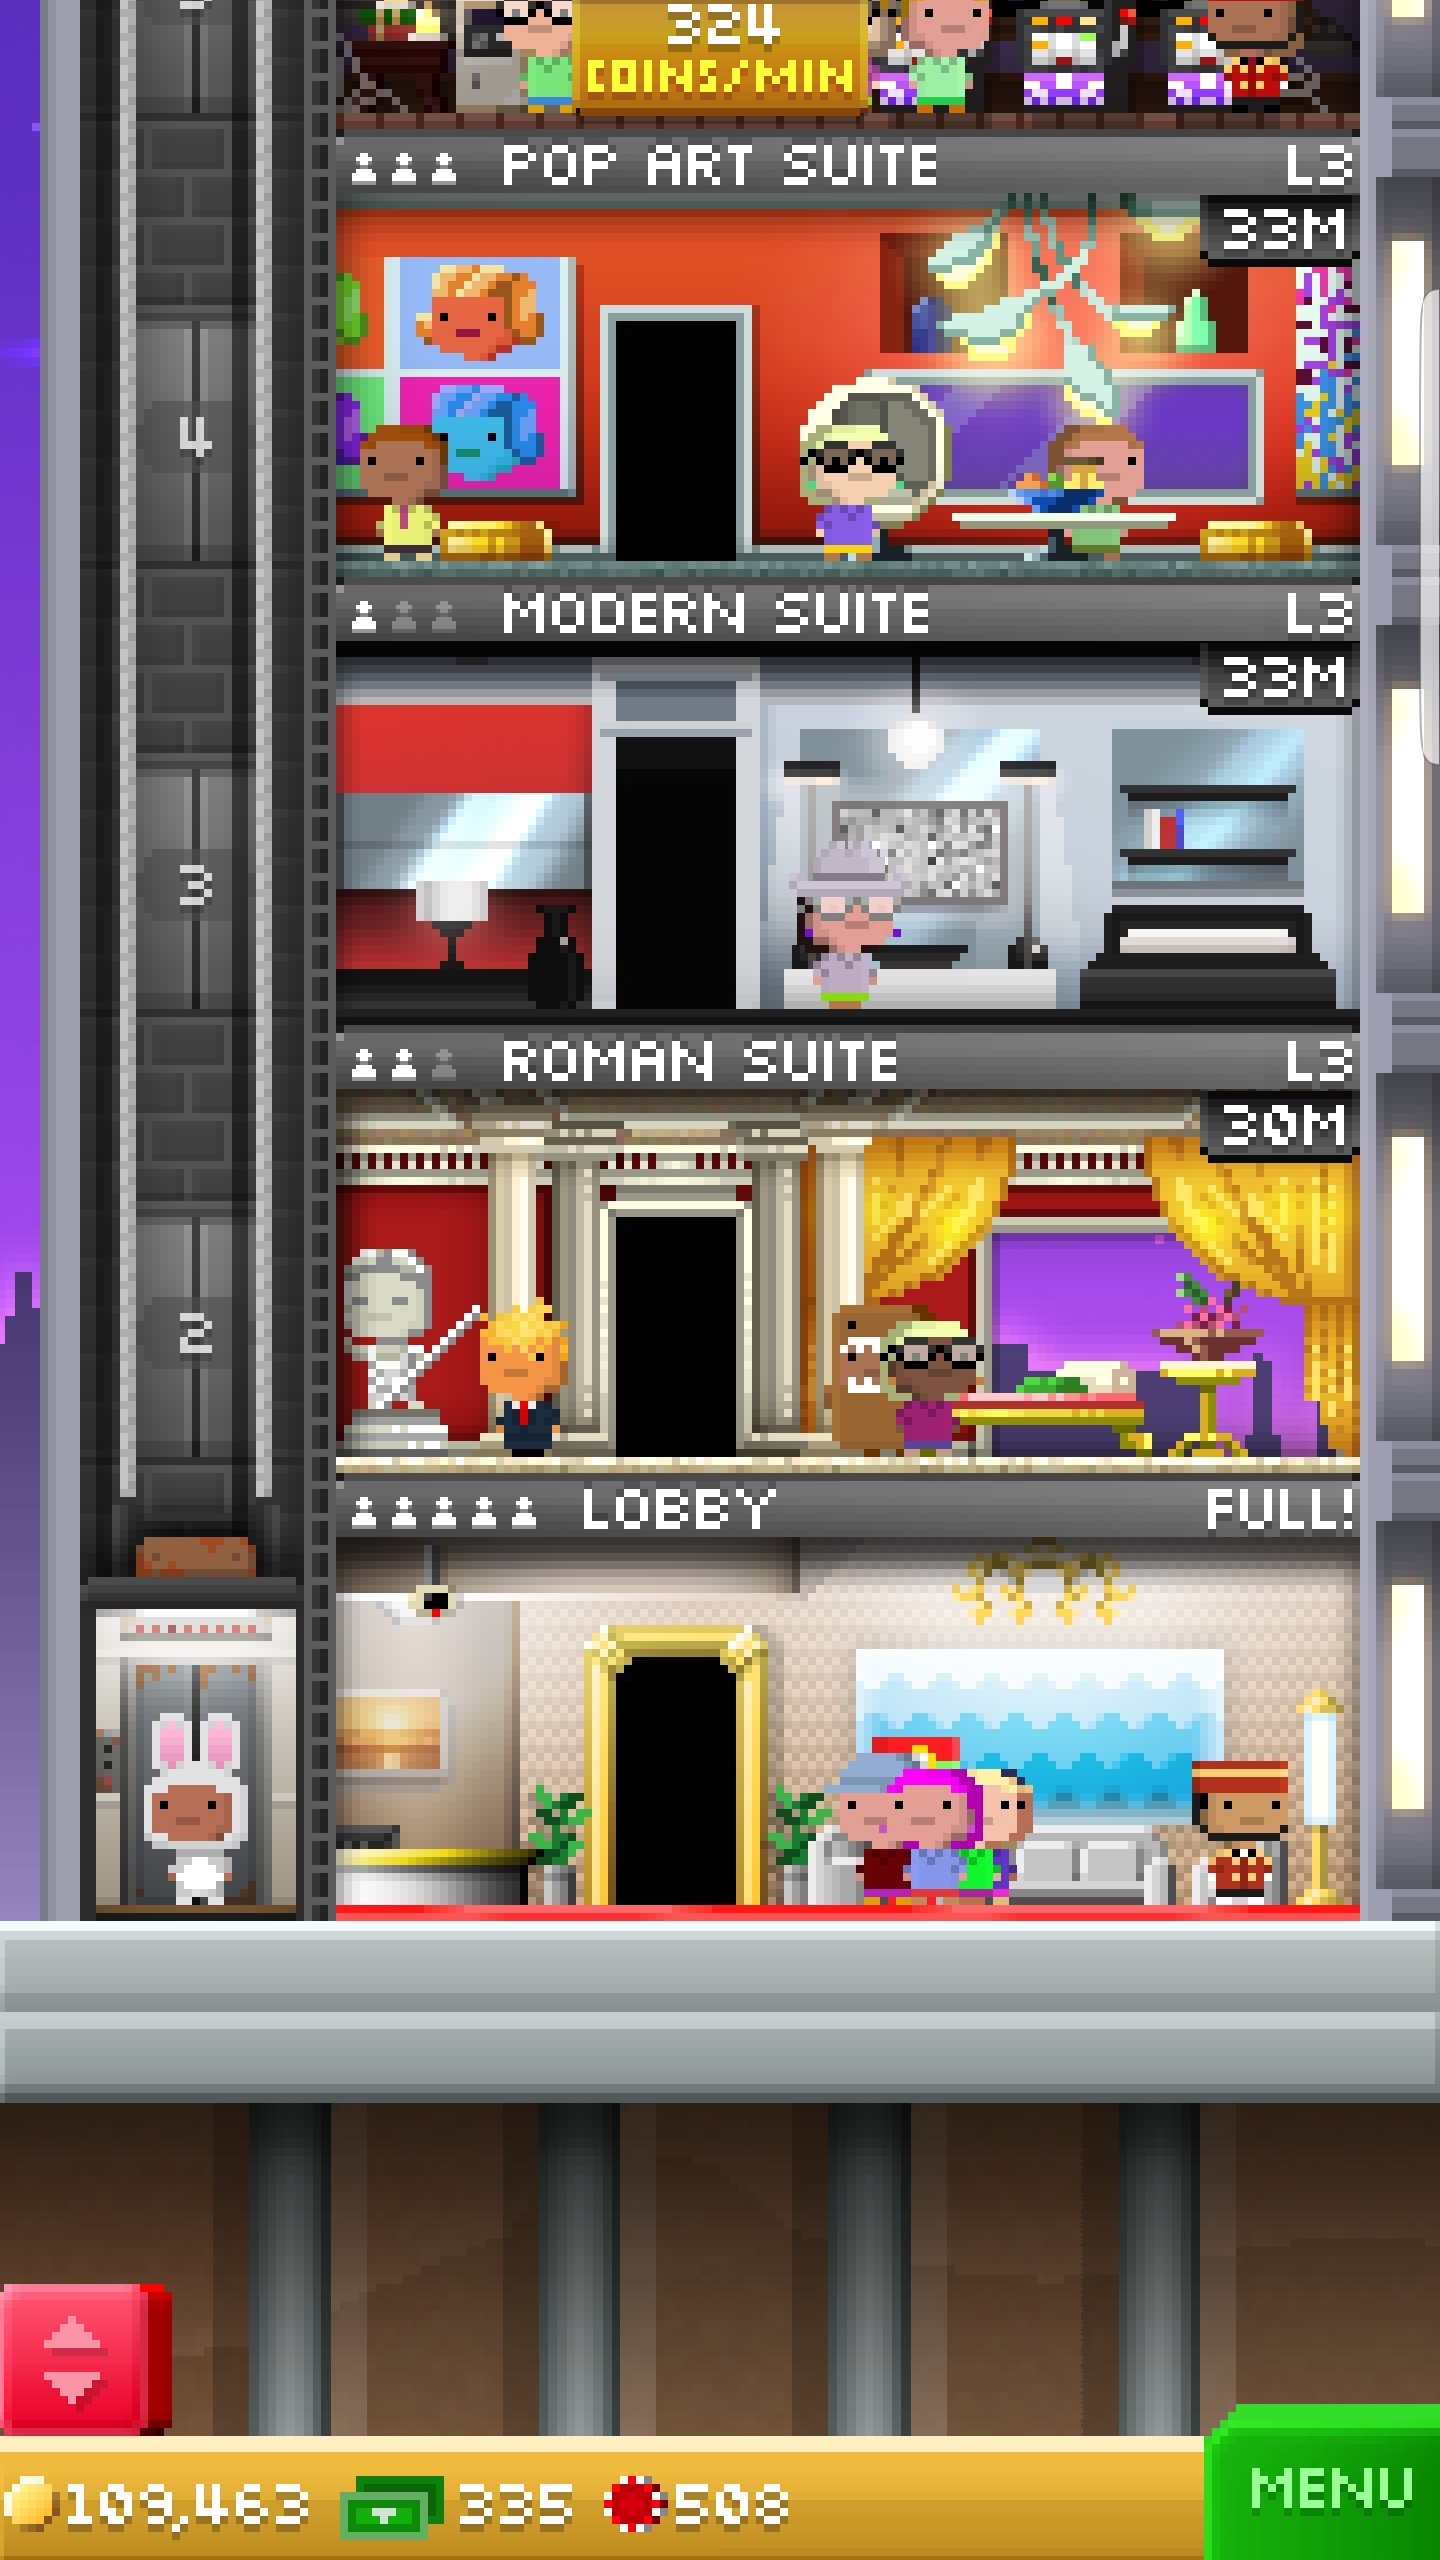 324
COINS/MIN
POP ART SUITE L3
33M
4
MODERN SUITE L3
33M
3
ROMAN SUITE L3
30M
2
LOBBY FULL!
109,463 335 508
MENU